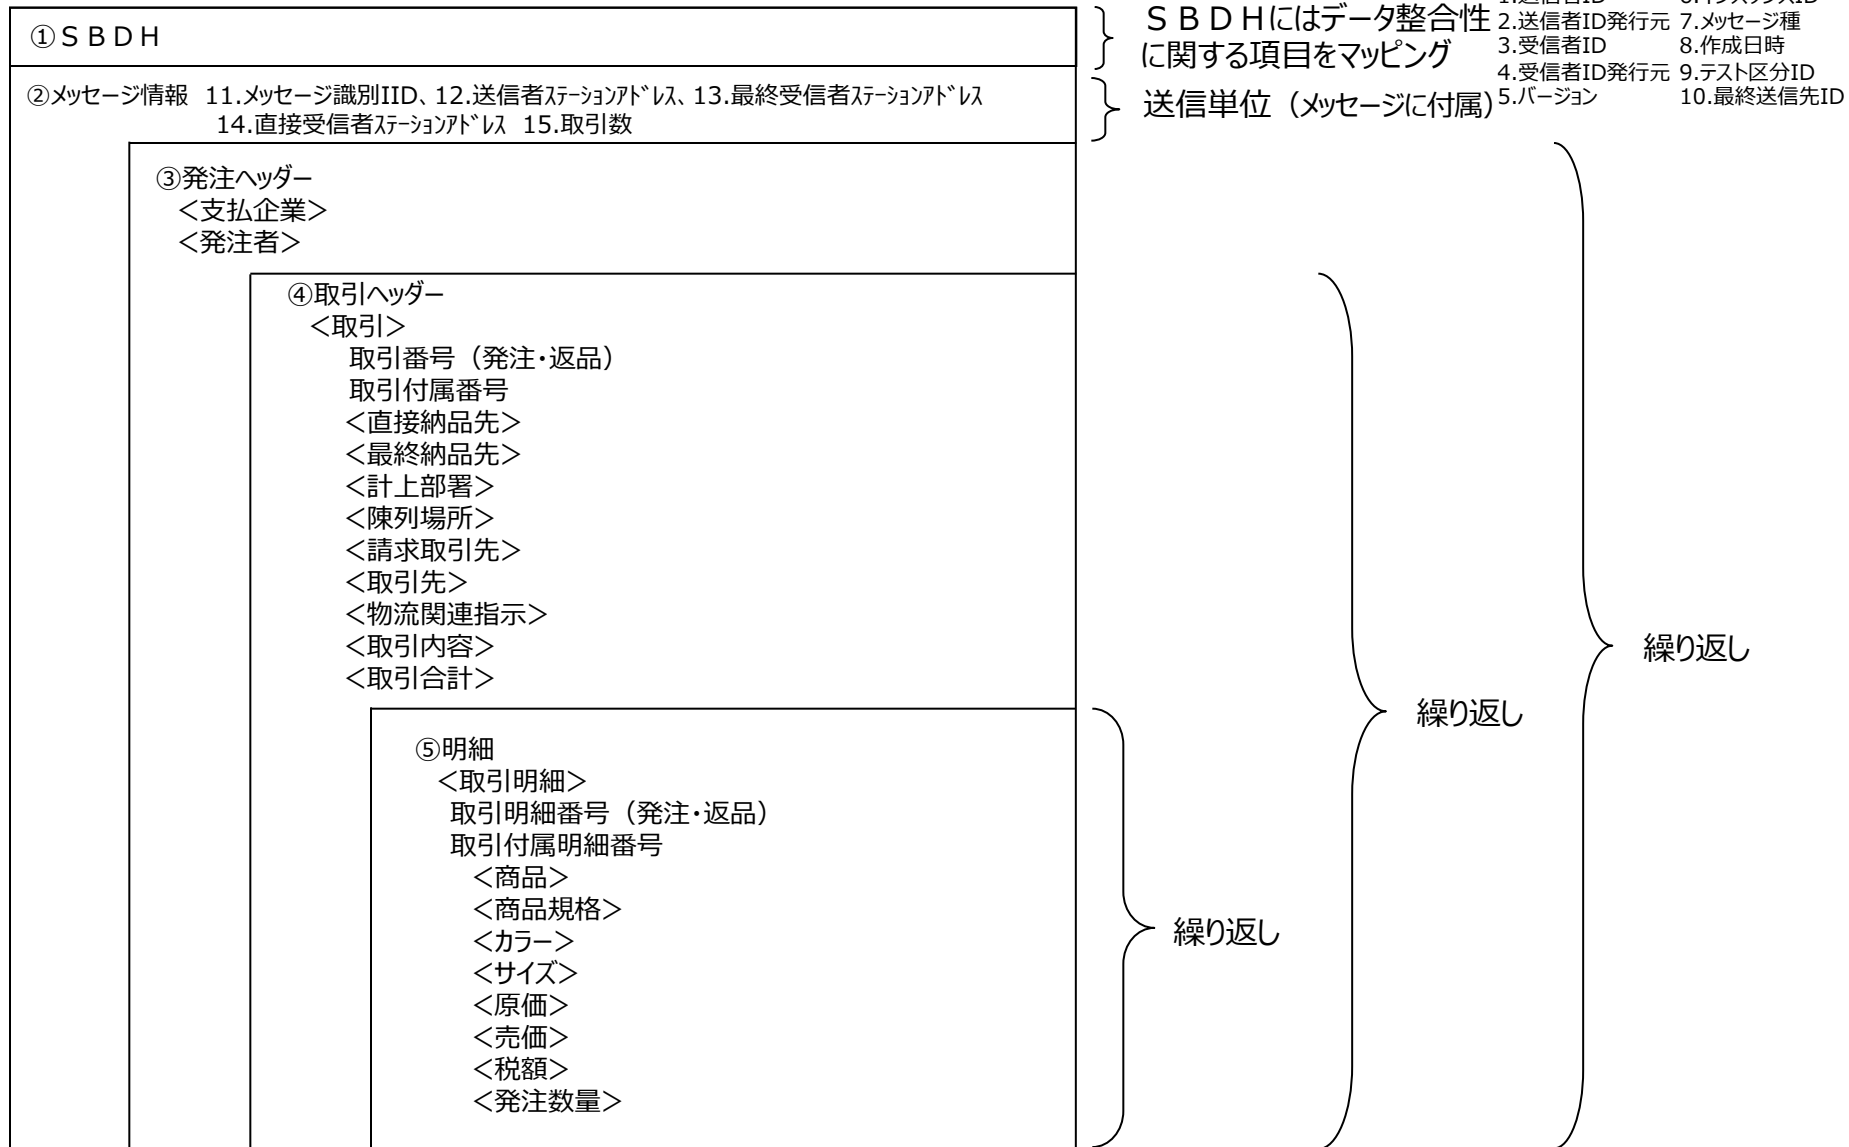 ①ＳＢＤＨ
ＳＢＤＨにはデータ整合性
に関する項目をマッピング
2.送信者ID発行元 7.メッセージ種
3.受信者ID 8.作成日時
4.受信者ID発行元 9.テスト区分ID
5.バージョン 10.最終送信先ID
②メッセージ情報 11.メッセージ識別IID、12.送信者ｽﾃｰｼｮﾝｱﾄﾞﾚｽ、13.最終受信者ｽﾃｰｼｮﾝｱﾄﾞﾚｽ
14.直接受信者ｽﾃｰｼｮﾝｱﾄﾞﾚｽ 15.取引数
送信単位（メッセージに付属）
③発注ヘッダー
＜支払企業＞
＜発注者＞
④取引ヘッダー
＜取引＞
取引番号（発注・返品）
取引付属番号
＜直接納品先＞
＜最終納品先＞
＜計上部署＞
＜陳列場所＞
＜請求取引先＞
＜取引先＞
＜物流関連指示＞
＜取引内容＞
＜取引合計＞
⑤明細
＜取引明細＞
取引明細番号（発注・返品）
取引付属明細番号
＜商品＞
＜商品規格＞
＜カラー＞
＜サイズ＞
＜原価＞
＜売価＞
＜税額＞
＜発注数量＞
繰り返し
繰り返し
繰り返し